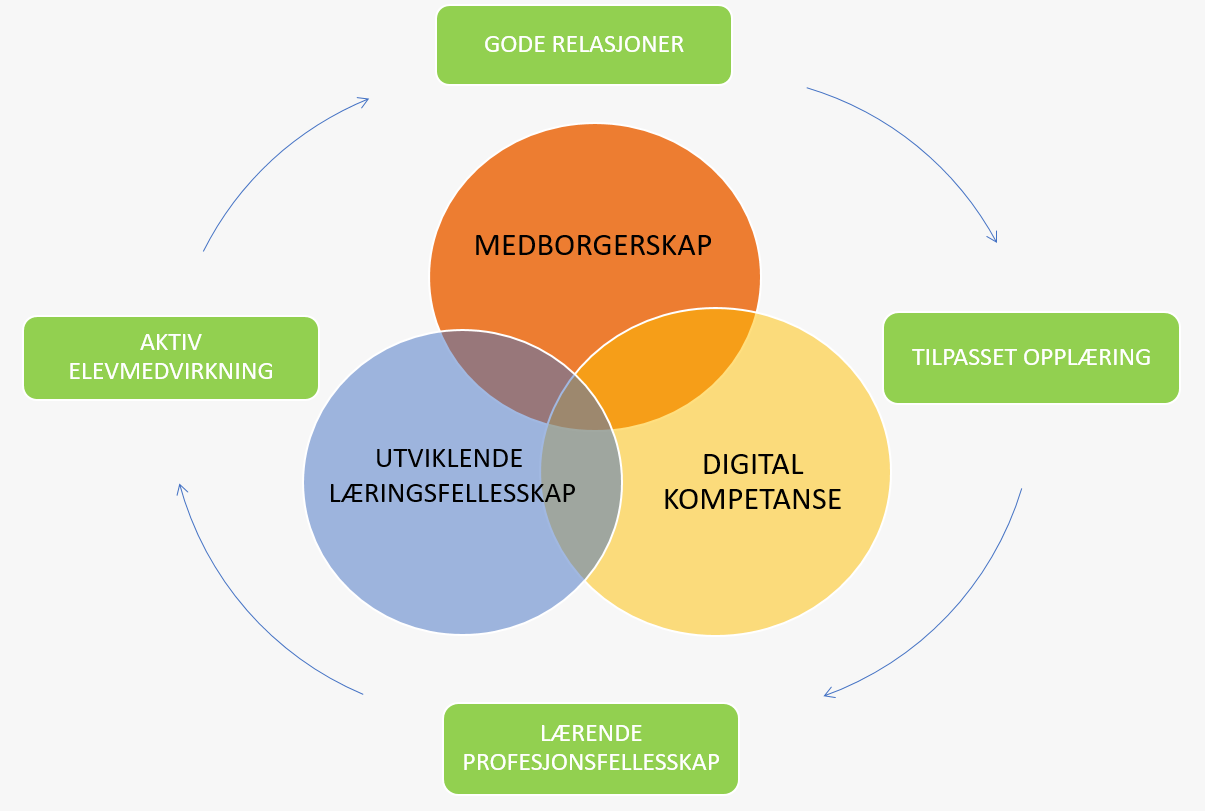 GODE RELASJONER
MEDBORGERSKAP
AKTIV
ELEVMEDVIRKNING
TILPASSET OPPLÆRING
UTVIKLENDE
LÆRINGSFELLESSKAP
DIGITAL
KOMPETANSE
LÆRENDE
PROFESJONSFELLESSKAP